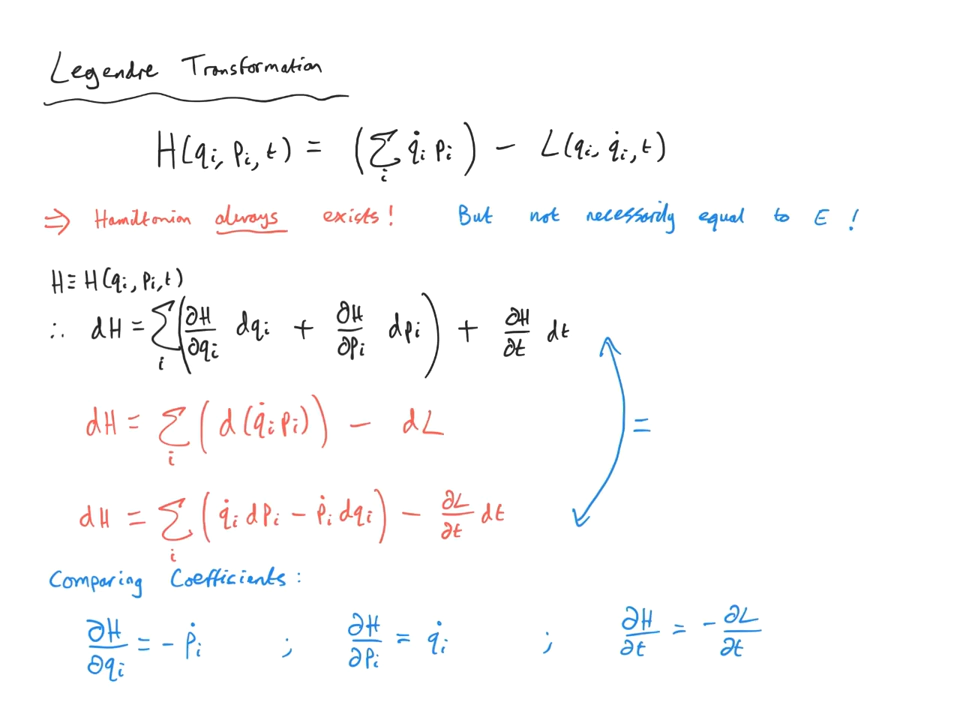 Legendre Transformation
H(qᵢ, pᵢ, t) = (∑ᵢ q̇ᵢ pᵢ) − L(qᵢ, q̇ᵢ, t)
⇒ Hamiltonian always exists! But not necessarily equal to E !
H ≡ H(qᵢ, pᵢ, t)
∴ dH = ∑ᵢ (∂H/∂qᵢ dqᵢ + ∂H/∂pᵢ dpᵢ) + ∂H/∂t dt
dH = ∑ᵢ (d(q̇ᵢ pᵢ)) − dL
=
dH = ∑ᵢ (q̇ᵢ dpᵢ − ṗᵢ dqᵢ) − ∂L/∂t dt
Comparing Coefficients :
∂H/∂qᵢ = − ṗᵢ ; ∂H/∂pᵢ = q̇ᵢ ; ∂H/∂t = − ∂L/∂t